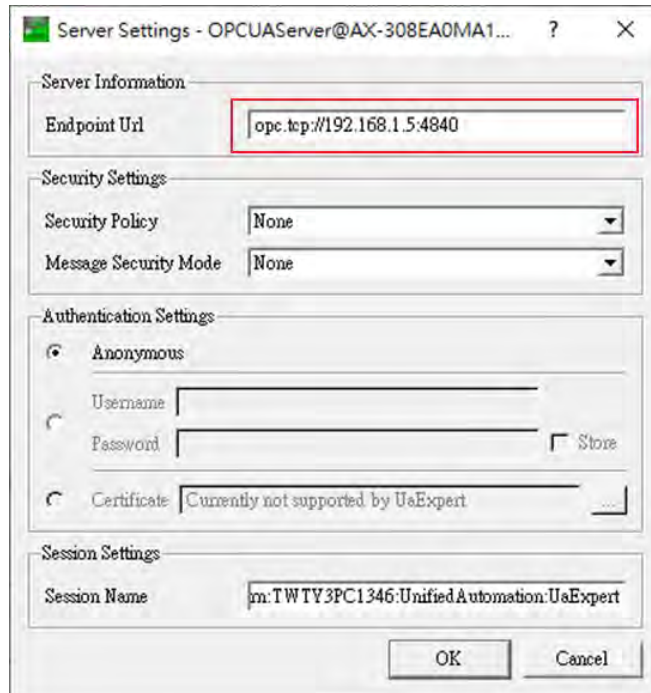 Server Settings - OPCUAServer@AX-308EA0MA1... ? X
Server Information
Endpoint Url opc.tcp://192.168.1.5:4840
Security Settings
Security Policy None
Message Security Mode None
Authentication Settings
Anonymous
Username
Password Store
Certificate Currently not supported by UaExpert ...
Session Settings
Session Name m:TWTY3PC1346:UnifiedAutomation:UaExpert
OK Cancel